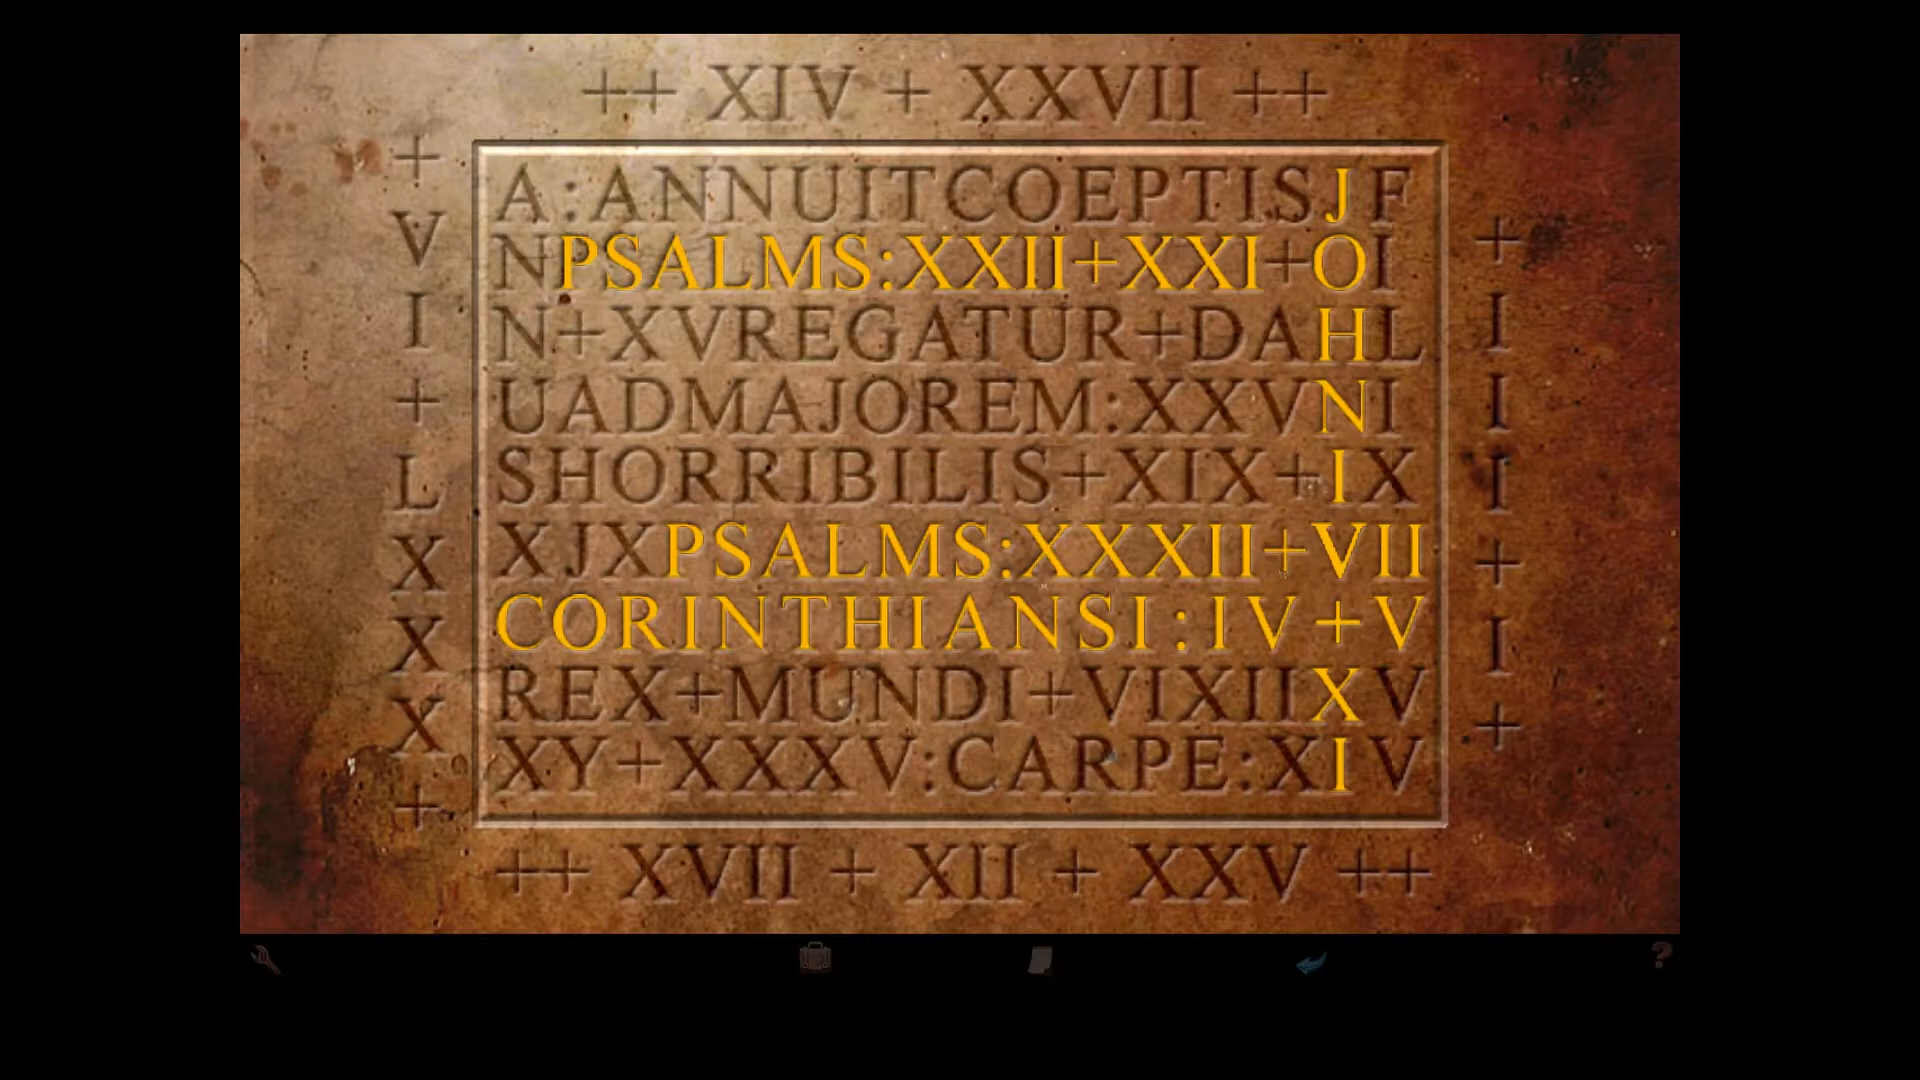 ++ XIV + XXVII ++
+ V I + L X X X +
A:ANNUITCOEPTISJF
NPSALMS:XXII+XXI+OI
N+XVREGATUR+DAHL
UADMAJOREM:XXVNI
SHORRIBILIS+XIX+IX
XJXPSALMS:XXXII+VII
CORINTHIANSI:IV+V
REX+MUNDI+VIXIIXV
XY+XXXV:CARPE:XIV
+ I I I + I +
++ XVII + XII + XXV ++
?